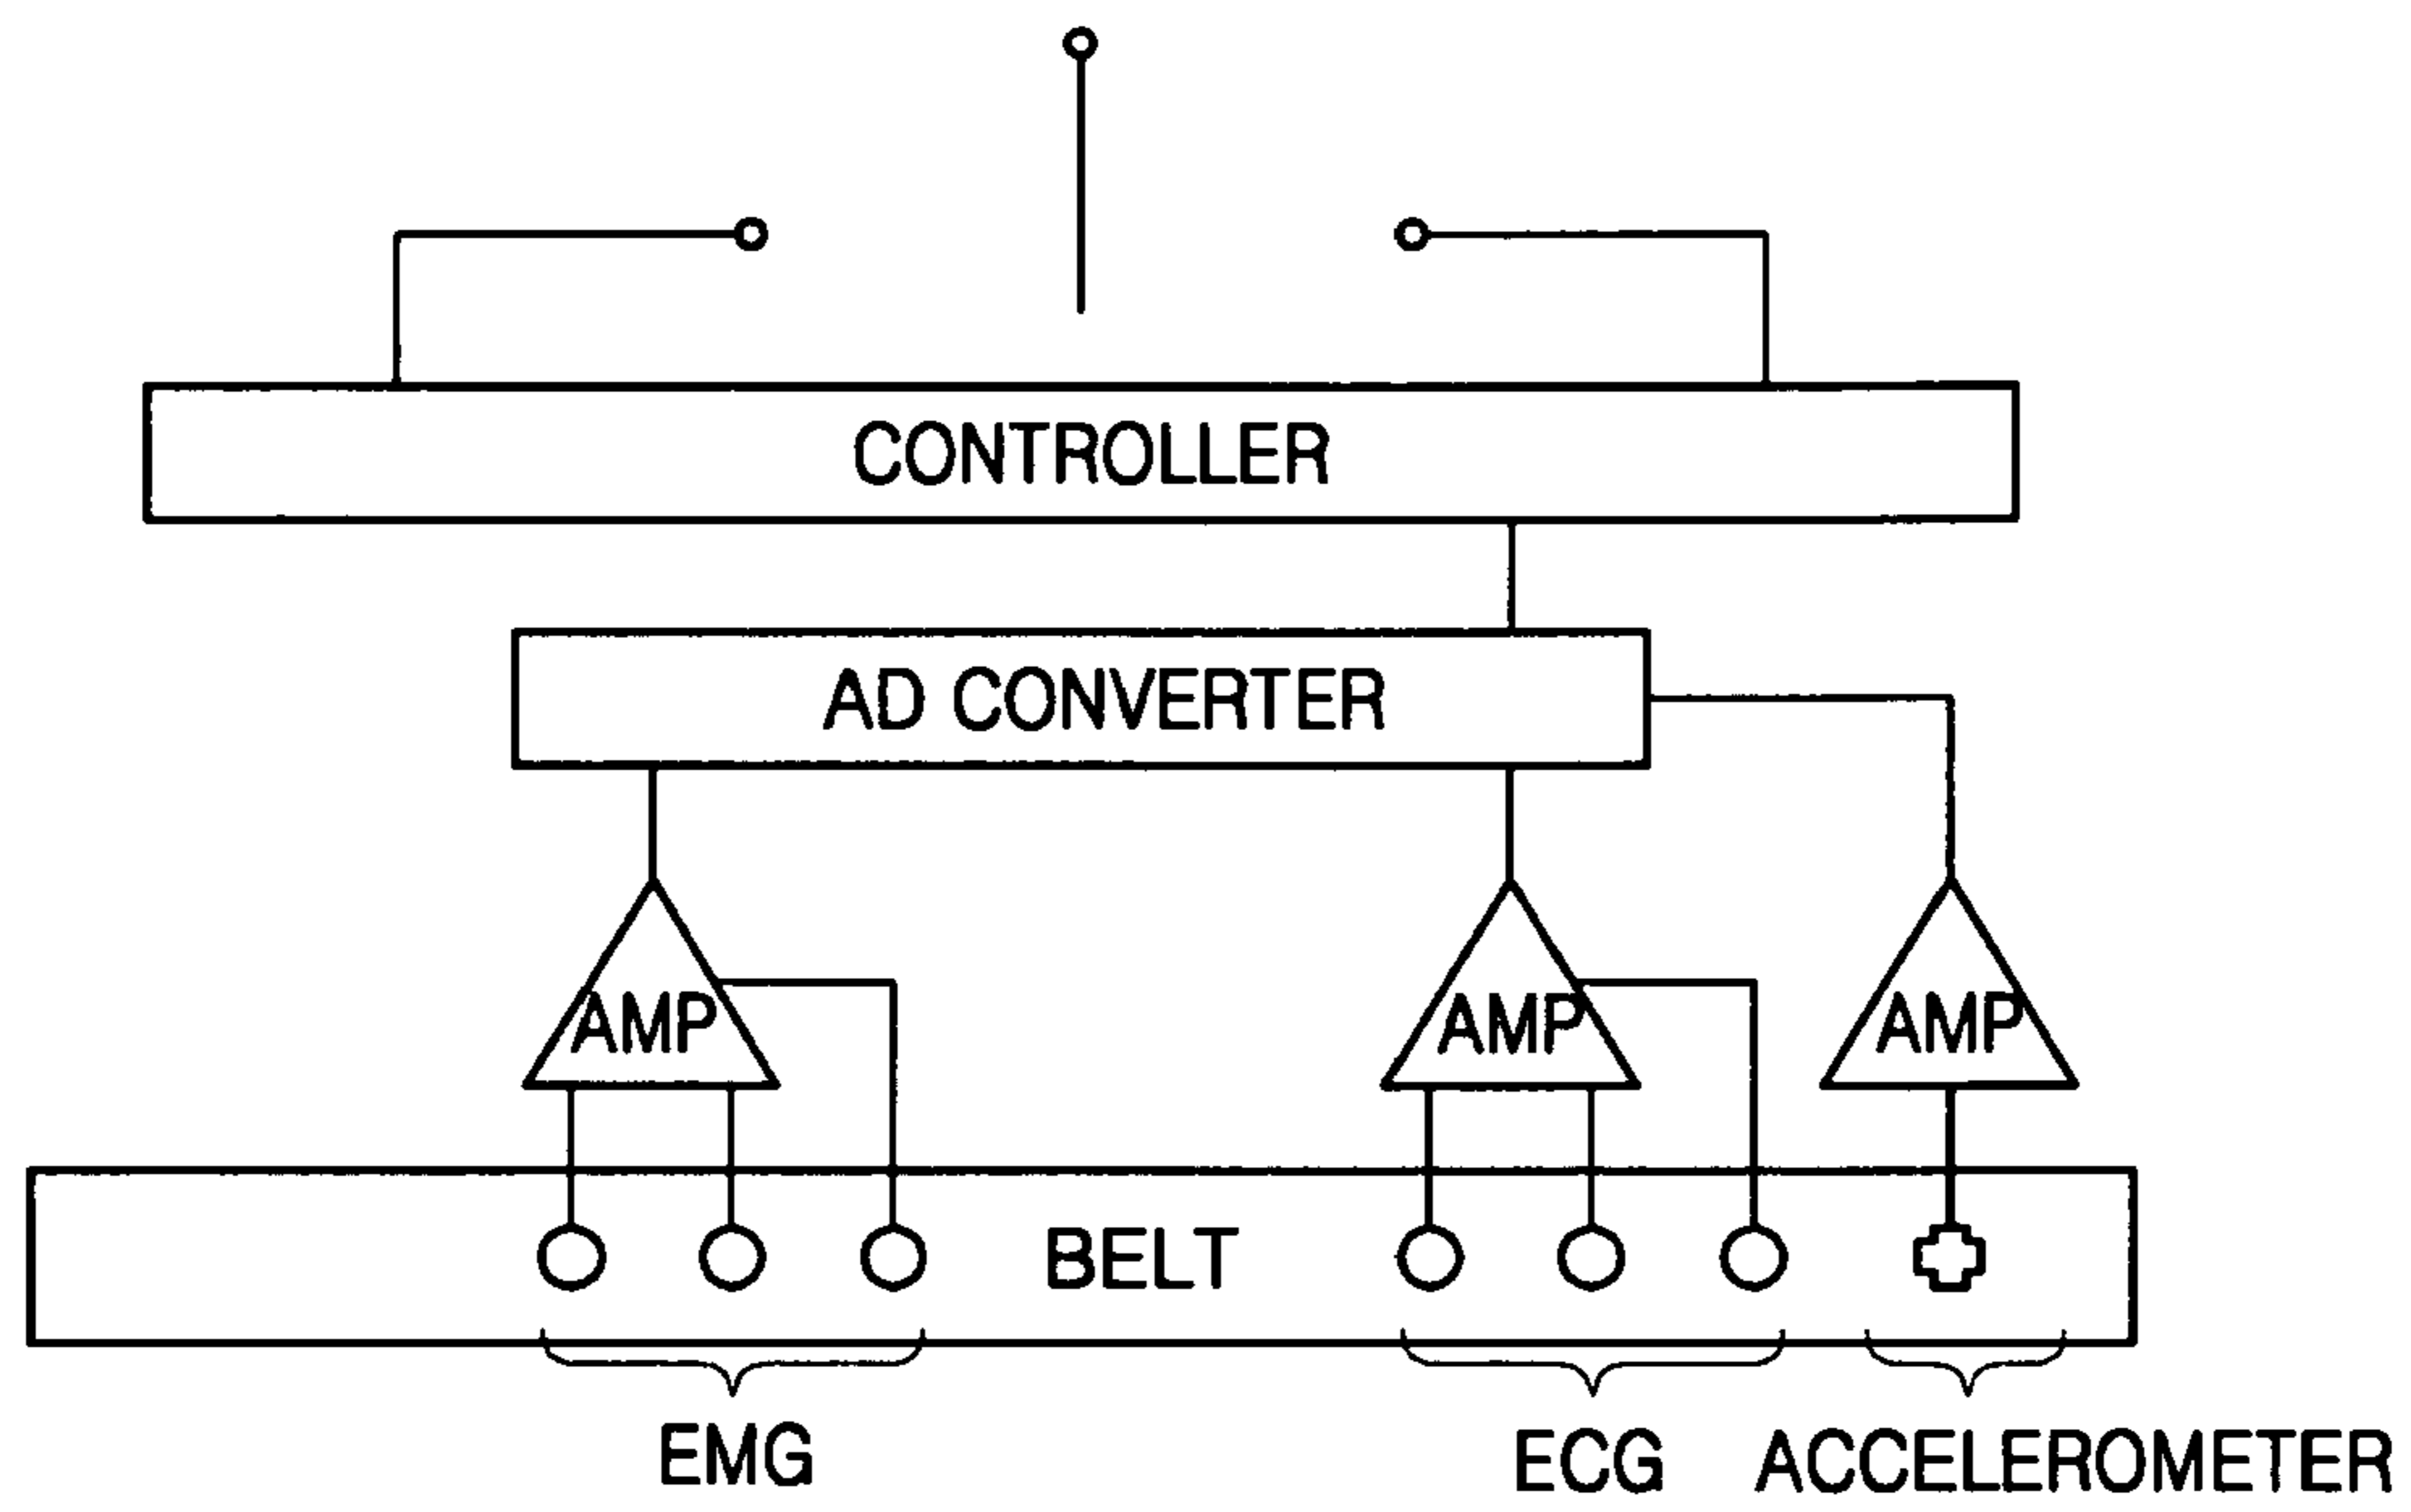 CONTROLLER
AD CONVERTER
AMP AMP AMP
BELT
EMG ECG ACCELEROMETER